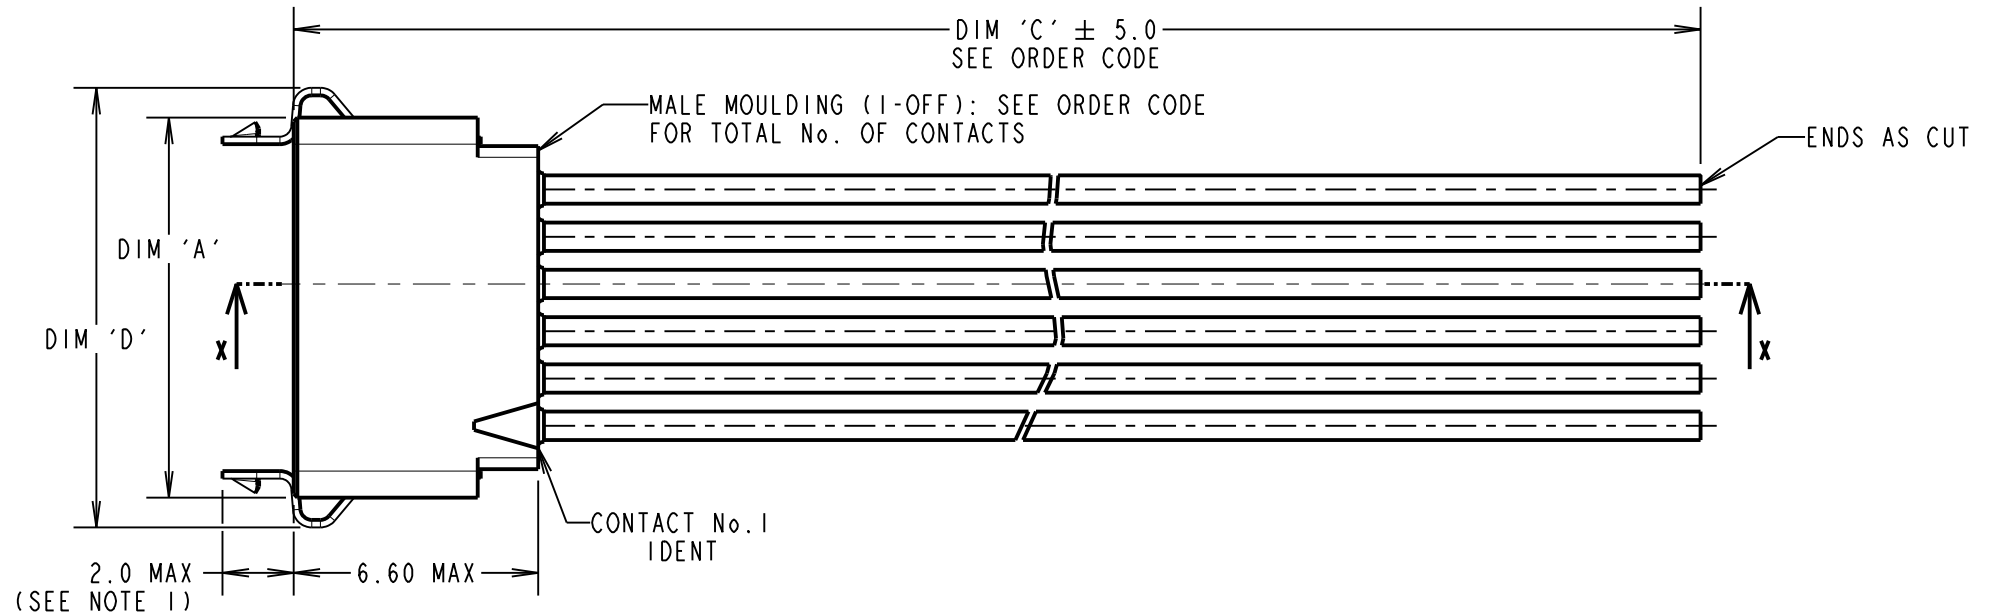 DIM 'C' ± 5.0
SEE ORDER CODE
MALE MOULDING (1-OFF): SEE ORDER CODE
FOR TOTAL No. OF CONTACTS
ENDS AS CUT
DIM 'A'
DIM 'D'
X
X
CONTACT No.1
IDENT
2.0 MAX
(SEE NOTE 1)
6.60 MAX